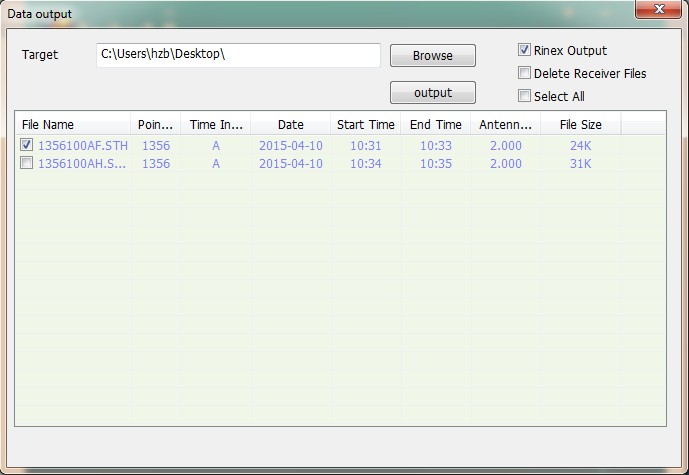 Data output
Target C:\Users\hzb\Desktop\ Browse Rinex Output
Delete Receiver Files
output Select All
File Name Poin... Time In... Date Start Time End Time Antenn... File Size
1356100AF.STH 1356 A 2015-04-10 10:31 10:33 2.000 24K
1356100AH.S... 1356 A 2015-04-10 10:34 10:35 2.000 31K